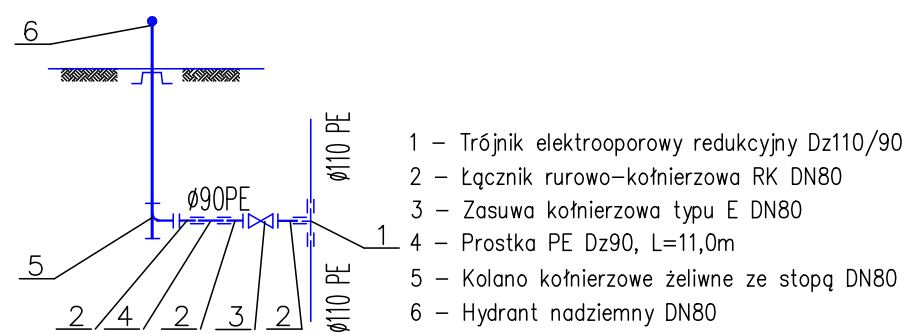 6
ø110 PE
ø90PE
1 - Trójnik elektrooporowy redukcyjny Dz110/90
2 - Łącznik rurowo-kołnierzowa RK DN80
3 - Zasuwa kołnierzowa typu E DN80
1
4 - Prostka PE Dz90, L=11,0m
5
5 - Kolano kołnierzowe żeliwne ze stopą DN80
ø110 PE
6 - Hydrant nadziemny DN80
2 4 2 3 2